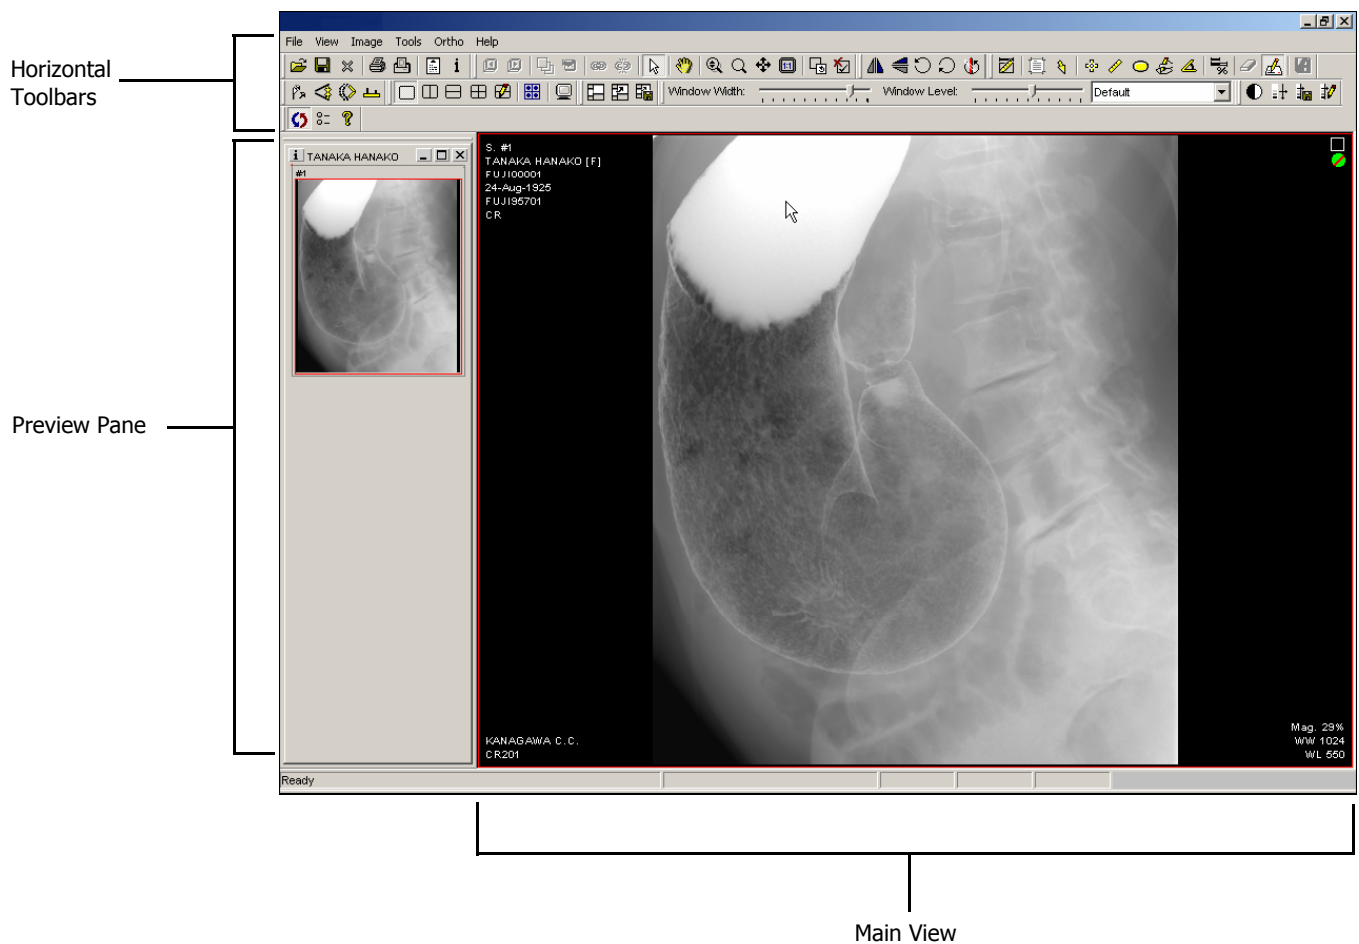 File View Image Tools Ortho Help
Horizontal
Toolbars
Window Width: Window Level: Default
S. #1
TANAKA HANAKO [F]
FUJI00001
24-Aug-1925
FUJI95701
CR
i TANAKA HANAKO
#1
Preview Pane
KANAGAWA C.C.
CR201
Mag. 29%
WW 1024
WL 550
Ready
Main View